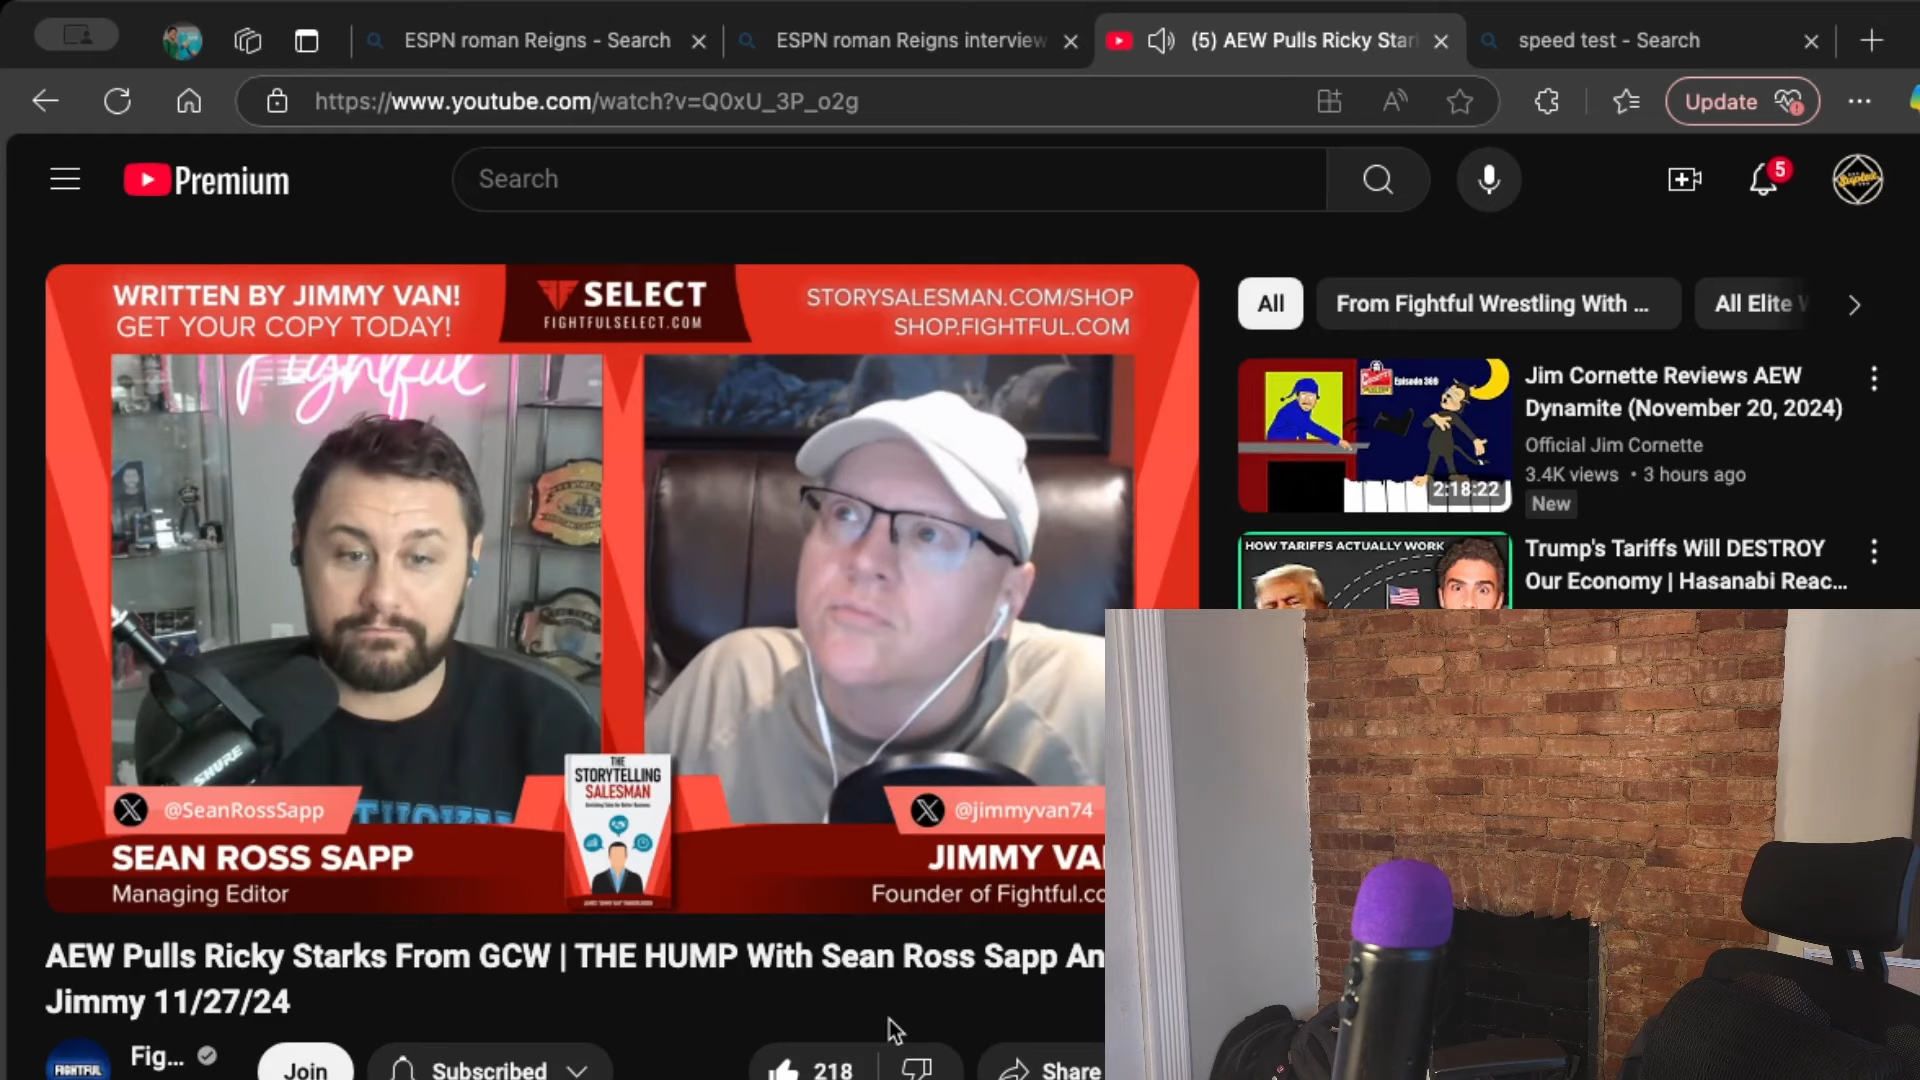 ESPN roman Reigns - Search
ESPN roman Reigns interview
(5) AEW Pulls Ricky Star
speed test - Search
https://www.youtube.com/watch?v=Q0xU_3P_o2g
Update
Premium
Search
5
WRITTEN BY JIMMY VAN!
GET YOUR COPY TODAY!
SELECT
FIGHTFULSELECT.COM
STORYSALESMAN.COM/SHOP
SHOP.FIGHTFUL.COM
fightful
SHURE
THE
STORYTELLING
SALESMAN
@SeanRossSapp
@jimmyvan74
SEAN ROSS SAPP
Managing Editor
JIMMY VA
Founder of Fightful.co
AEW Pulls Ricky Starks From GCW | THE HUMP With Sean Ross Sapp An
Jimmy 11/27/24
FIGHTFUL
Fig...
Join
Subscribed
218
Share
All
From Fightful Wrestling With ...
All Elite W
Episode 369
2:18:22
Jim Cornette Reviews AEW
Dynamite (November 20, 2024)
Official Jim Cornette
3.4K views • 3 hours ago
New
HOW TARIFFS ACTUALLY WORK
Trump's Tariffs Will DESTROY
Our Economy | Hasanabi Reac...